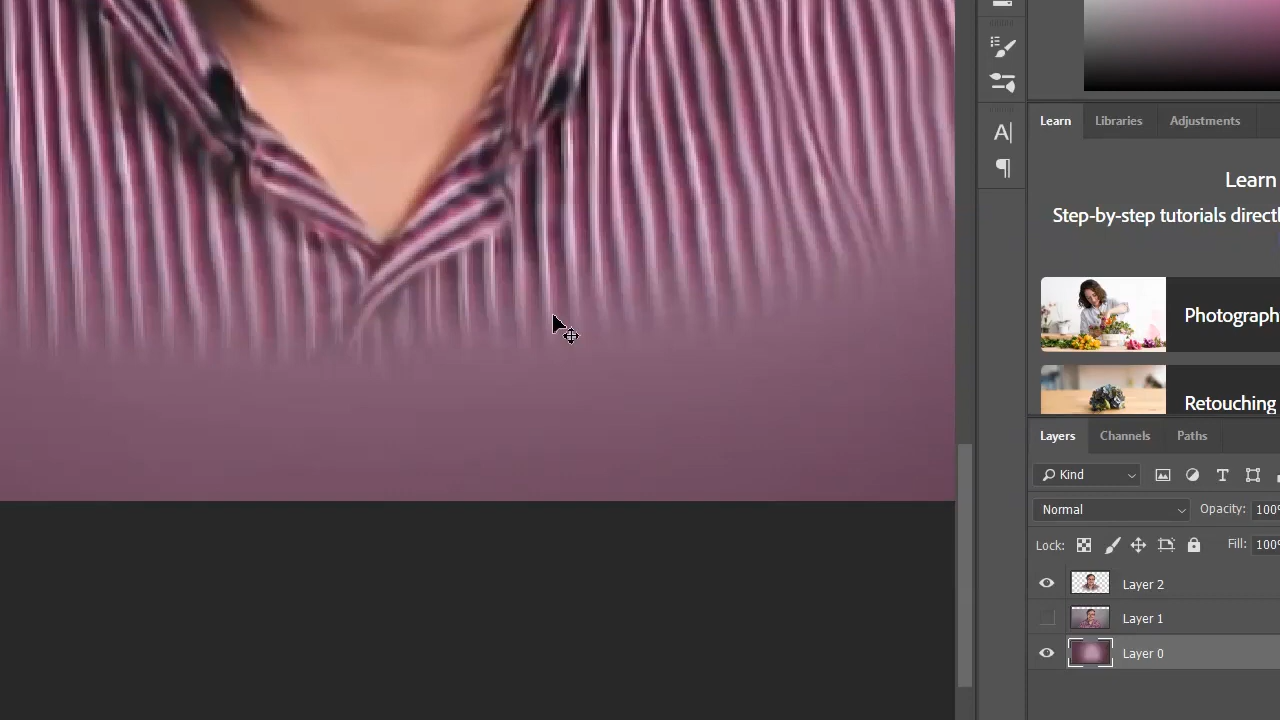 A|
Learn Libraries Adjustments
Learn
Step-by-step tutorials directl
Photograph
Retouching
Layers Channels Paths
Kind
T
Normal Opacity: 100%
Lock: Fill: 100%
Layer 2
Layer 1
Layer 0